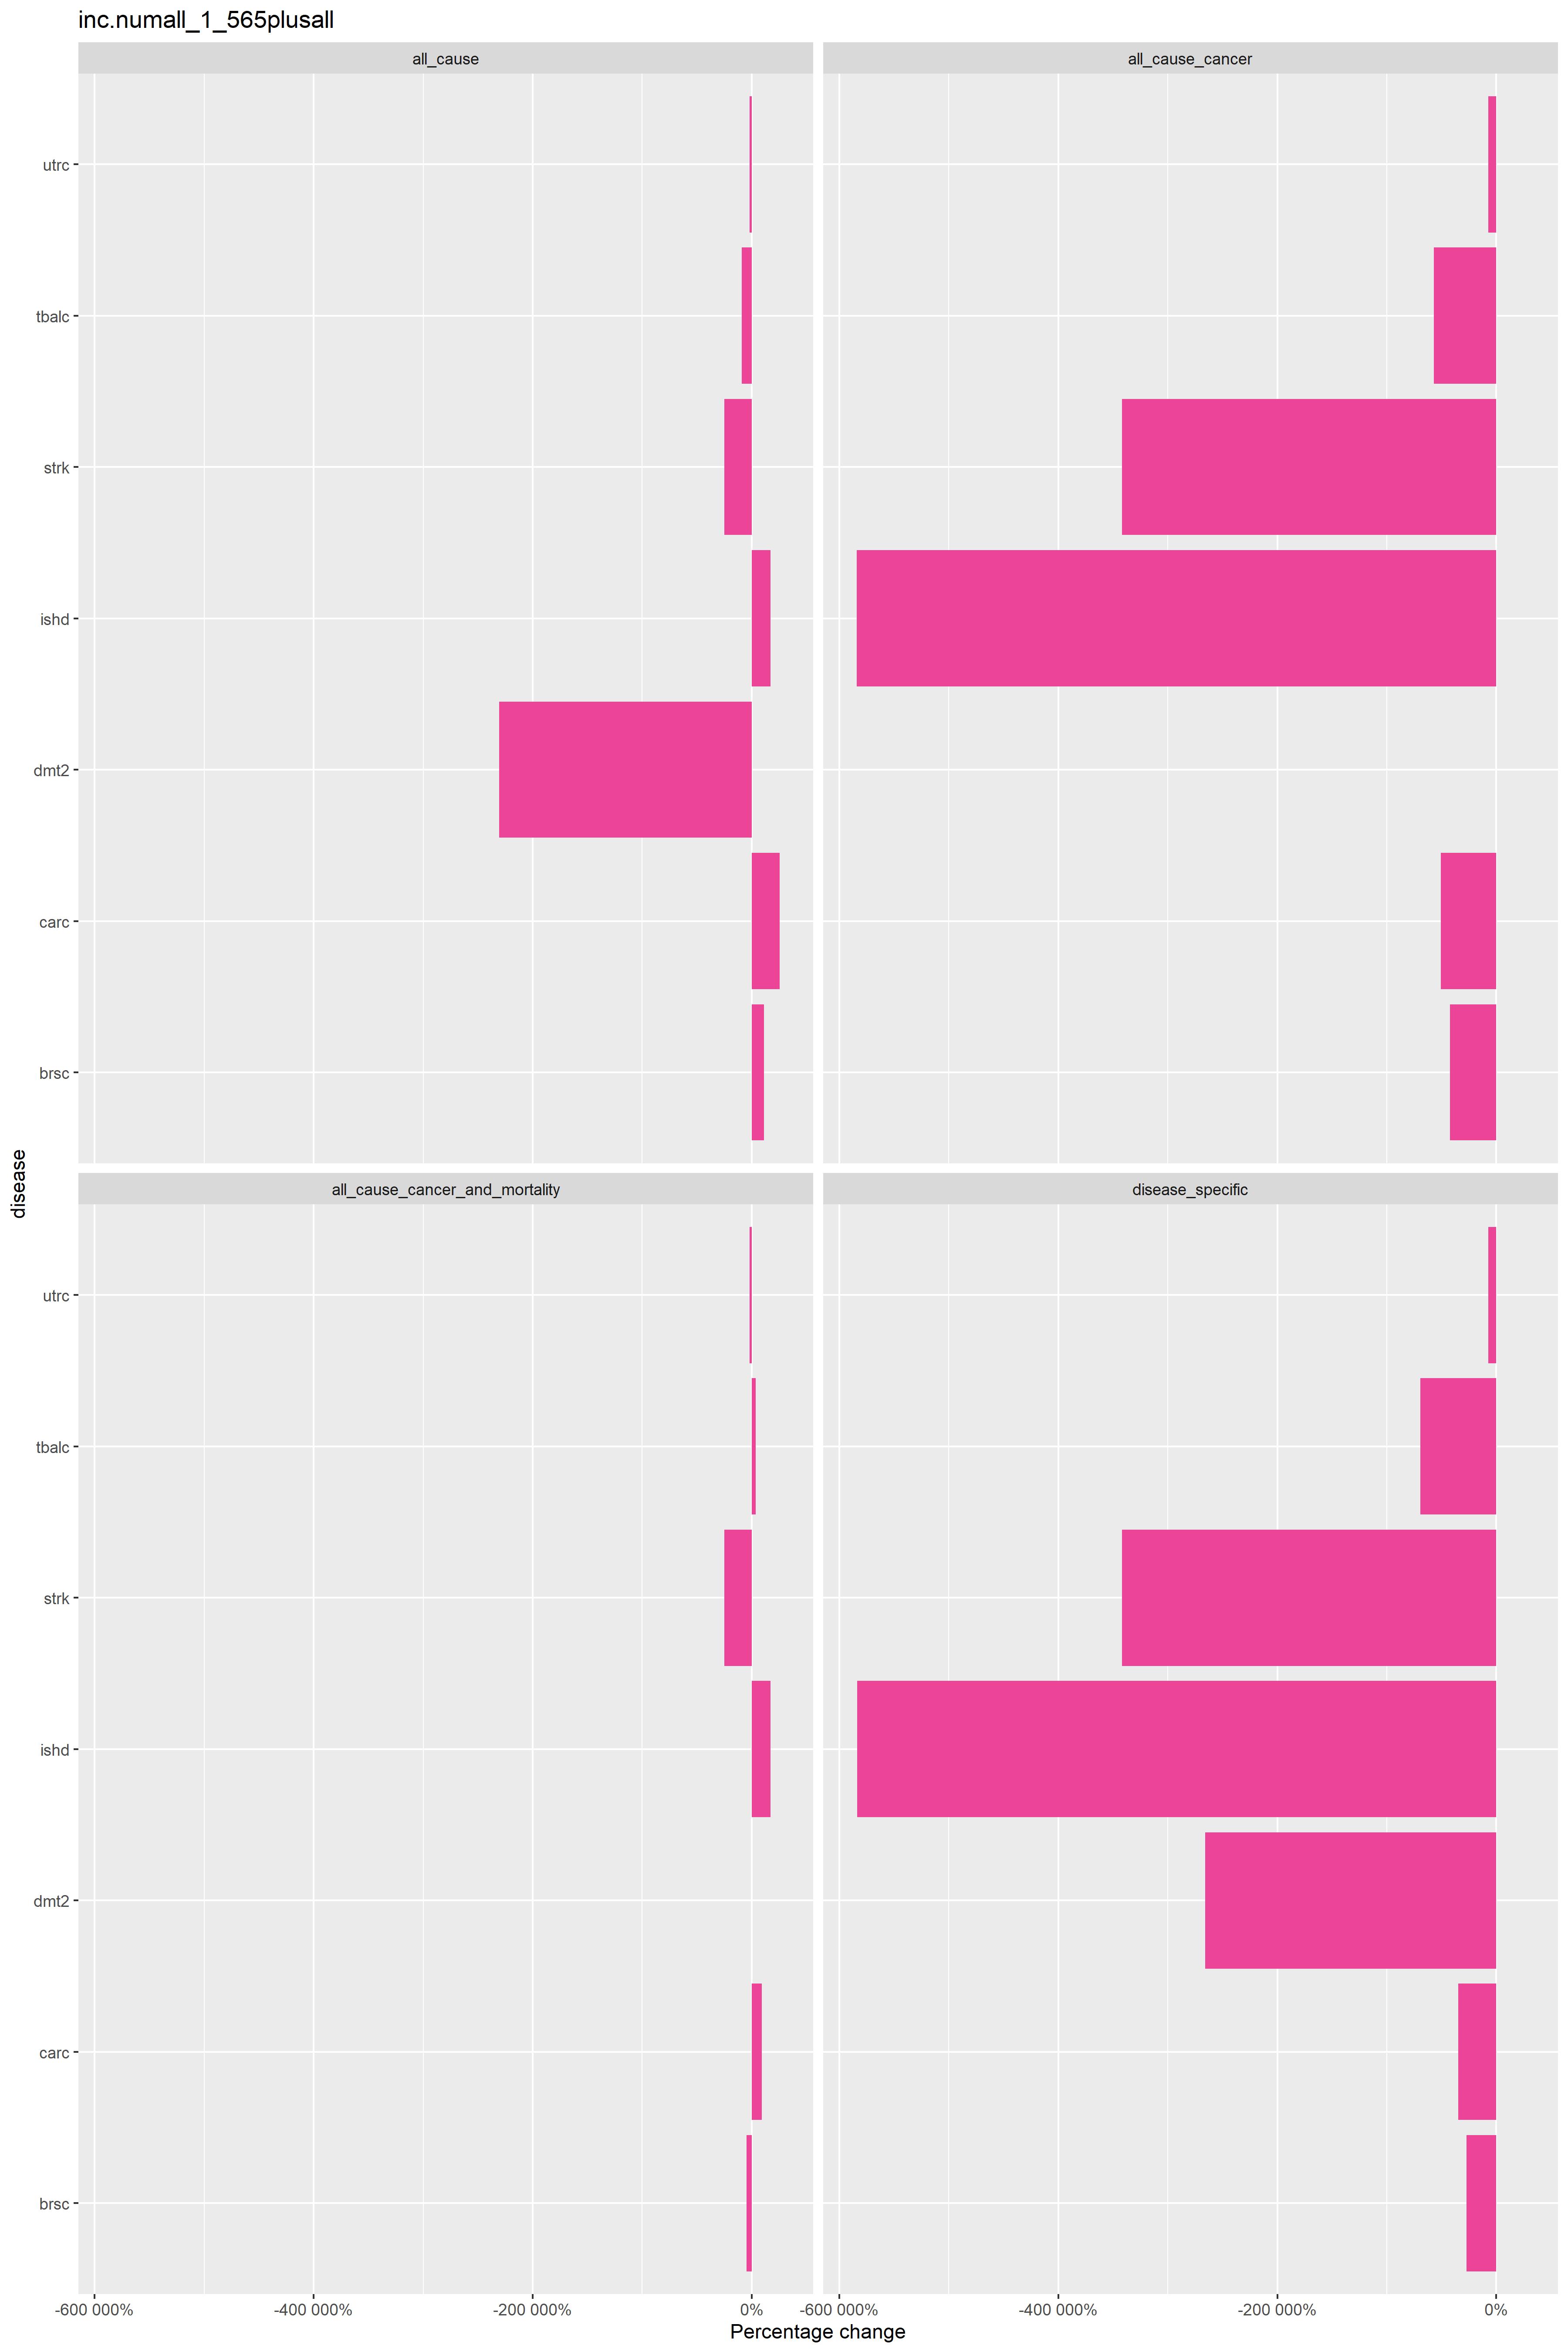 inc.numall_1_565plusall
all_cause
all_cause_cancer
utrc
tbalc
strk
ishd
dmt2
carc
brsc
disease
all_cause_cancer_and_mortality
disease_specific
utrc
tbalc
strk
ishd
dmt2
carc
brsc
-600 000% -400 000% -200 000% 0% -600 000% -400 000% -200 000% 0%
Percentage change